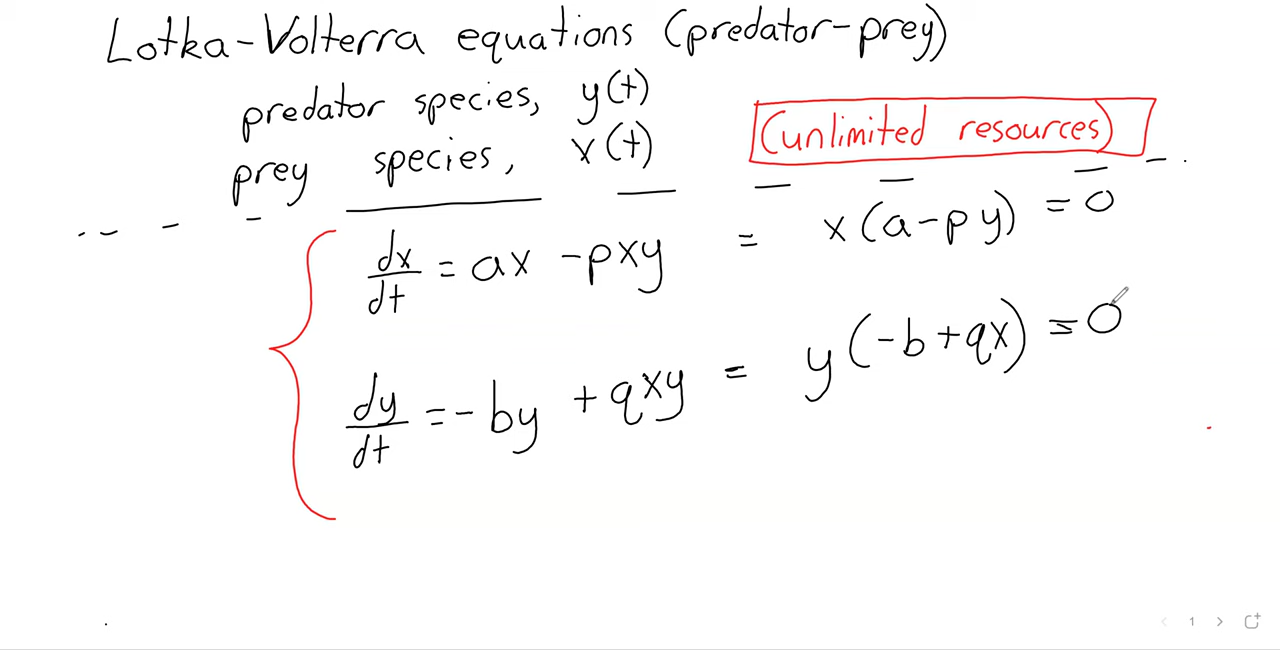 Lotka-Volterra equations (predator-prey)
predator species, y(t)
prey species, x(t)
(unlimited resources)
dx/dt = ax - pxy = x(a-py) = 0
dy/dt = -by + qxy = y(-b+qx) = 0
1